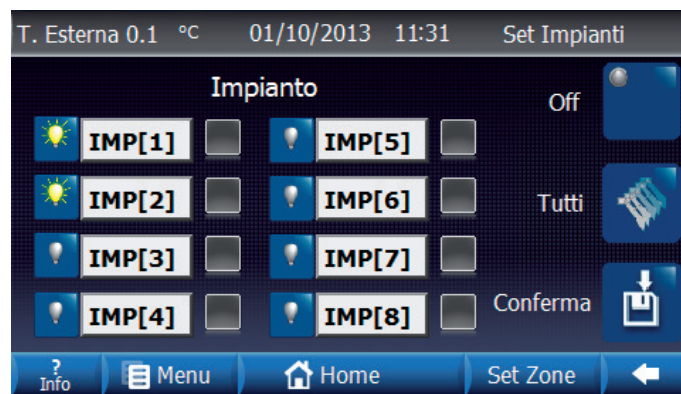 T. Esterna 0.1 °C 01/10/2013 11:31 Set Impianti
Impianto
Off
IMP[1] IMP[5]
IMP[2] IMP[6]
Tutti
IMP[3] IMP[7]
Conferma
IMP[4] IMP[8]
? Info Menu Home Set Zone